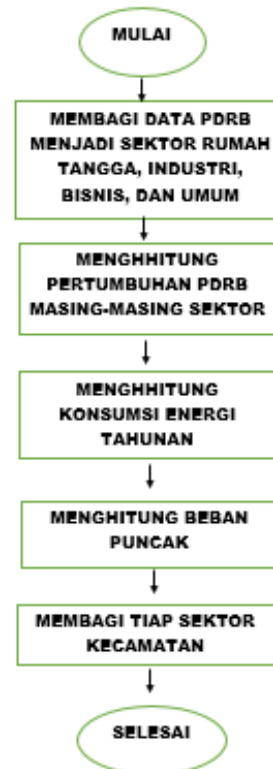 MULAI
MEMBAGI DATA PDRB
MENJADI SEKTOR RUMAH
TANGGA, INDUSTRI,
BISNIS, DAN UMUM
MENGHHITUNG
PERTUMBUHAN PDRB
MASING-MASING SEKTOR
MENGHHITUNG
KONSUMSI ENERGI
TAHUNAN
MENGHITUNG BEBAN
PUNCAK
MEMBAGI TIAP SEKTOR
KECAMATAN
SELESAI